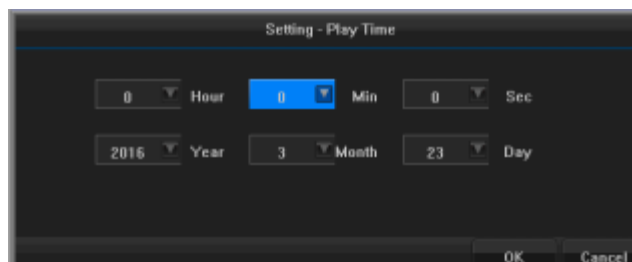 Setting - Play Time
0 Hour 0 Min 0 Sec
2016 Year 3 Month 23 Day
OK Cancel